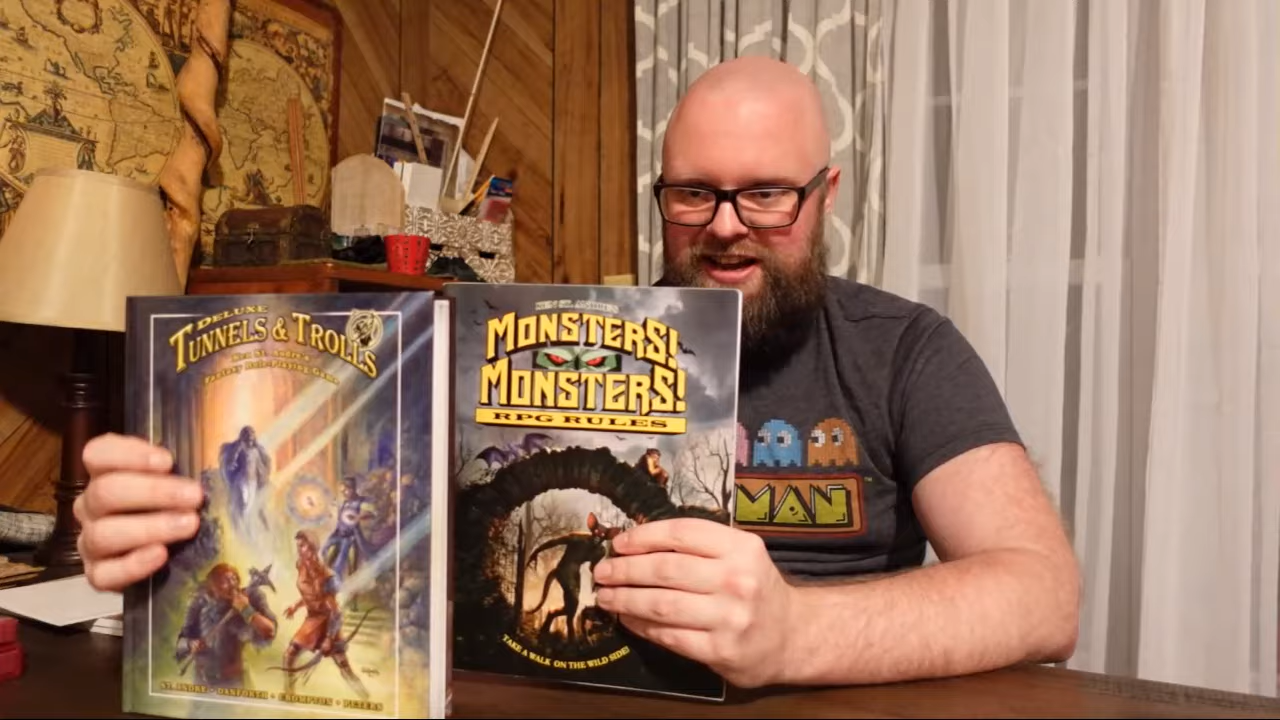 DELUXE
TUNNELS & TROLLS
Ken St. Andre's
Fantasy Role-Playing Game
ST. ANDRE • DANFORTH • CROMPTON • PETERS
KEN ST. ANDRE'S
MONSTERS!
MONSTERS!
RPG RULES
TAKE A WALK ON THE WILD SIDE!
MAN